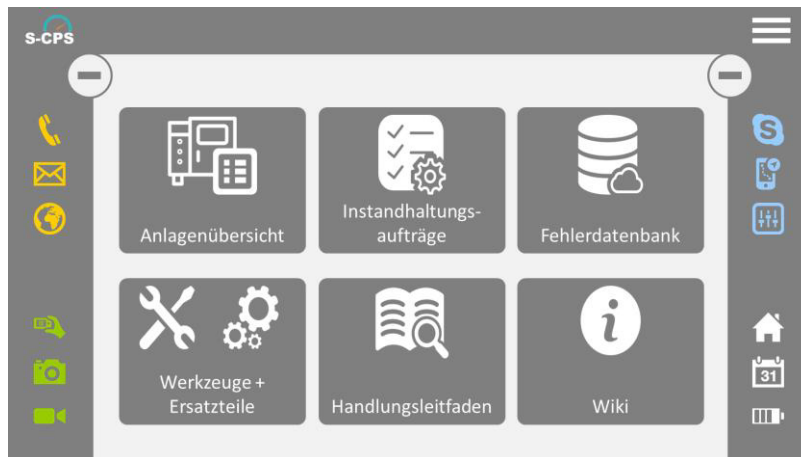 S-CPS
Anlagenübersicht
Instandhaltungs-
aufträge
Fehlerdatenbank
S
Werkzeuge +
Ersatzteile
Handlungsleitfaden
i
Wiki
31